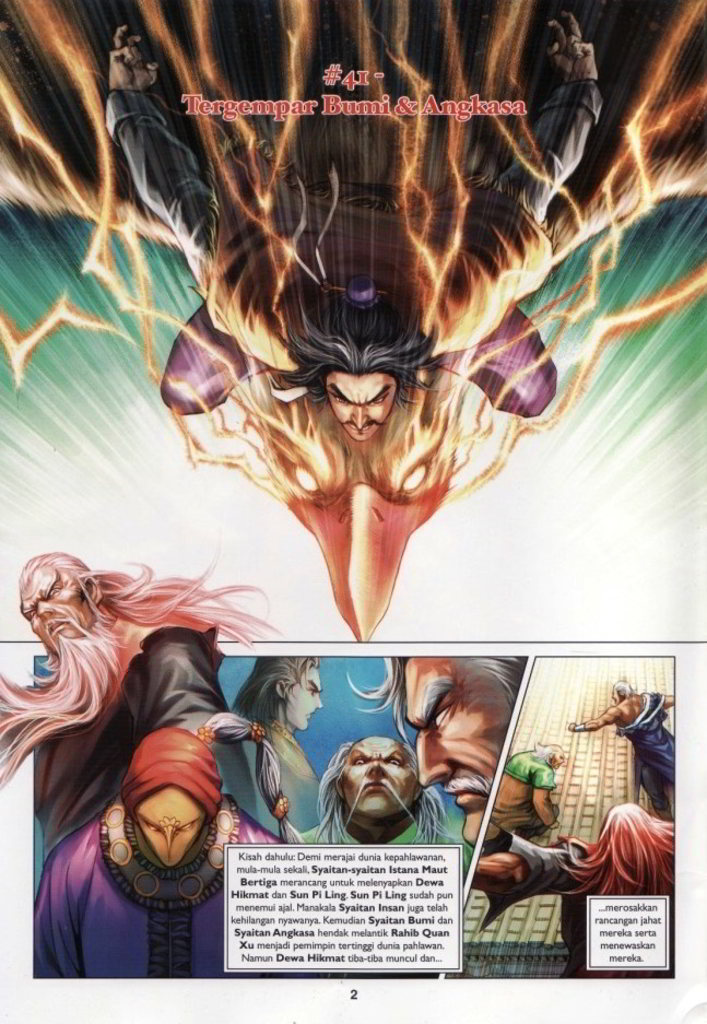 #41 -
Tergempar Bumi & Angkasa
Kisah dahulu: Demi merajai dunia kepahlawanan,
mula-mula sekali, Syaitan-syaitan Istana Maut
Bertiga merancang untuk melenyapkan Dewa
Hikmat dan Sun Pi Ling. Sun Pi Ling sudah pun
menemui ajal. Manakala Syaitan Insan juga telah
kehilangan nyawanya. Kemudian Syaitan Bumi dan
Syaitan Angkasa hendak melantik Rahib Quan
Xu menjadi pemimpin tertinggi dunia pahlawan.
Namun Dewa Hikmat tiba-tiba muncul dan...
...merosakkan
rancangan jahat
mereka serta
menewaskan
mereka.
2